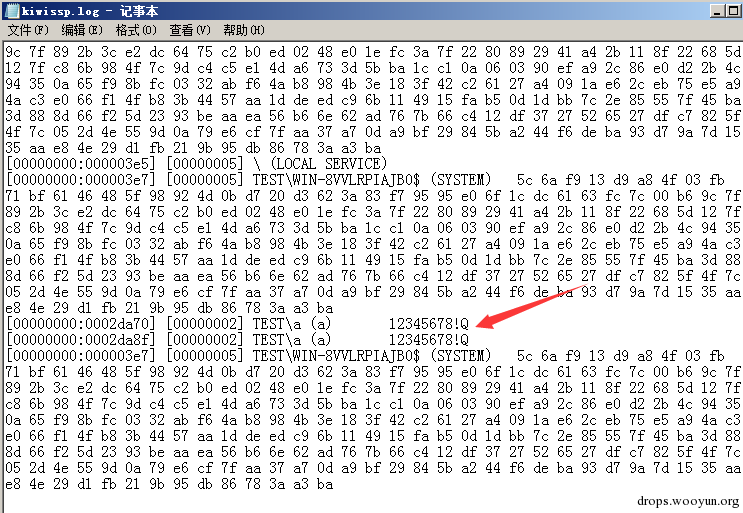 kiwissp.log - 记事本
文件(F) 编辑(E) 格式(O) 查看(V) 帮助(H)
9c 7f 89 2b 3c e2 dc 64 75 c2 b0 ed 02 48 e0 1e fc 3a 7f 22 80 89 29 41 a4 2b 11 8f 22 68 5d
12 7f c8 6b 98 4f 7c 9d c4 c5 e1 4d a6 73 3d 5b ba 1c c1 0a 06 03 90 ef a9 2c 86 e0 d2 2b 4c
94 35 0a 65 f9 8b fc 03 32 ab f6 4a b8 98 4b 3e 18 3f 42 c2 61 27 a4 09 1a e6 2c eb 75 e5 a9
4a c3 e0 66 f1 4f b8 3b 44 57 aa 1d de ed c9 6b 11 49 15 fa b5 0d 1d bb 7c 2e 85 55 7f 45 ba
3d 88 8d 66 f2 5d 23 93 be aa ea 56 b6 6e 62 ad 76 7b 66 c4 12 df 37 27 52 65 27 df c7 82 5f
4f 7c 05 2d 4e 55 9d 0a 79 e6 cf 7f aa 37 a7 0d a9 bf 29 84 5b a2 44 f6 de ba 93 d7 9a 7d 15
35 aa e8 4e 29 d1 fb 21 9b 95 db 86 78 3a a3 ba
[00000000:000003e5] [00000005] \ (LOCAL SERVICE)
[00000000:000003e7] [00000005] TEST\WIN-8VVLRPIAJB0$ (SYSTEM) 5c 6a f9 13 d9 a8 4f 03 fb
71 bf 61 46 48 5f 98 92 4d 0b d7 20 d3 62 3a 83 f7 95 95 e0 6f 1c dc 61 63 fc 7c 00 b6 9c 7f
89 2b 3c e2 dc 64 75 c2 b0 ed 02 48 e0 1e fc 3a 7f 22 80 89 29 41 a4 2b 11 8f 22 68 5d 12 7f
c8 6b 98 4f 7c 9d c4 c5 e1 4d a6 73 3d 5b ba 1c c1 0a 06 03 90 ef a9 2c 86 e0 d2 2b 4c 94 35
0a 65 f9 8b fc 03 32 ab f6 4a b8 98 4b 3e 18 3f 42 c2 61 27 a4 09 1a e6 2c eb 75 e5 a9 4a c3
e0 66 f1 4f b8 3b 44 57 aa 1d de ed c9 6b 11 49 15 fa b5 0d 1d bb 7c 2e 85 55 7f 45 ba 3d 88
8d 66 f2 5d 23 93 be aa ea 56 b6 6e 62 ad 76 7b 66 c4 12 df 37 27 52 65 27 df c7 82 5f 4f 7c
05 2d 4e 55 9d 0a 79 e6 cf 7f aa 37 a7 0d a9 bf 29 84 5b a2 44 f6 de ba 93 d7 9a 7d 15 35 aa
e8 4e 29 d1 fb 21 9b 95 db 86 78 3a a3 ba
[00000000:0002da70] [00000002] TEST\a (a) 12345678!Q
[00000000:0002da8f] [00000002] TEST\a (a) 12345678!Q
[00000000:000003e7] [00000005] TEST\WIN-8VVLRPIAJB0$ (SYSTEM) 5c 6a f9 13 d9 a8 4f 03 fb
71 bf 61 46 48 5f 98 92 4d 0b d7 20 d3 62 3a 83 f7 95 95 e0 6f 1c dc 61 63 fc 7c 00 b6 9c 7f
89 2b 3c e2 dc 64 75 c2 b0 ed 02 48 e0 1e fc 3a 7f 22 80 89 29 41 a4 2b 11 8f 22 68 5d 12 7f
c8 6b 98 4f 7c 9d c4 c5 e1 4d a6 73 3d 5b ba 1c c1 0a 06 03 90 ef a9 2c 86 e0 d2 2b 4c 94 35
0a 65 f9 8b fc 03 32 ab f6 4a b8 98 4b 3e 18 3f 42 c2 61 27 a4 09 1a e6 2c eb 75 e5 a9 4a c3
e0 66 f1 4f b8 3b 44 57 aa 1d de ed c9 6b 11 49 15 fa b5 0d 1d bb 7c 2e 85 55 7f 45 ba 3d 88
8d 66 f2 5d 23 93 be aa ea 56 b6 6e 62 ad 76 7b 66 c4 12 df 37 27 52 65 27 df c7 82 5f 4f 7c
05 2d 4e 55 9d 0a 79 e6 cf 7f aa 37 a7 0d a9 bf 29 84 5b a2 44 f6 de ba 93 d7 9a 7d 15 35 aa
e8 4e 29 d1 fb 21 9b 95 db 86 78 3a a3 ba
drops.wooyun.org